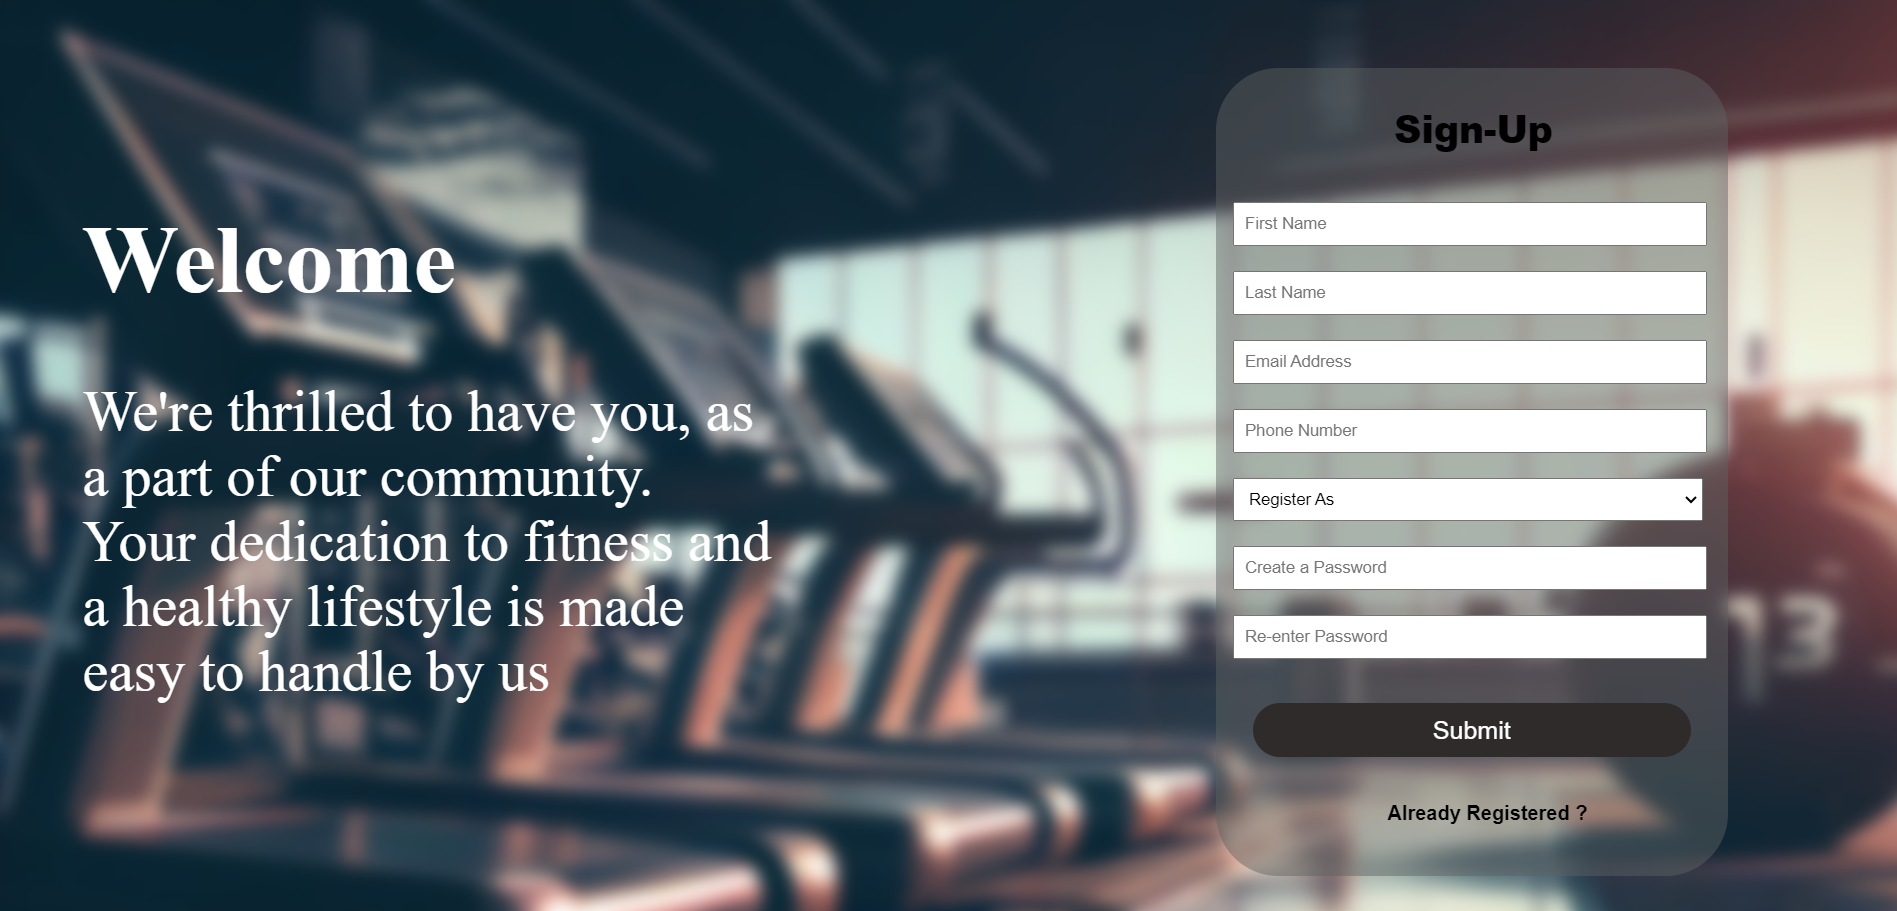 Welcome
We're thrilled to have you, as
a part of our community.
Your dedication to fitness and
a healthy lifestyle is made
easy to handle by us
Sign-Up
First Name
Last Name
Email Address
Phone Number
Register As
Create a Password
Re-enter Password
Submit
Already Registered ?
13